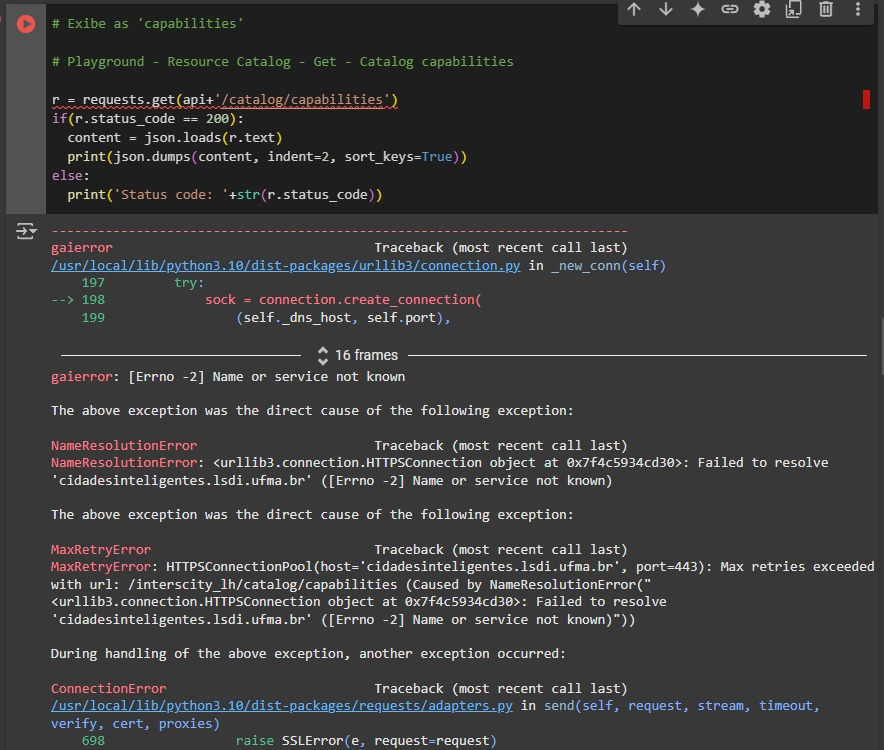 # Exibe as 'capabilities'
# Playground - Resource Catalog - Get - Catalog capabilities
r = requests.get(api+'/catalog/capabilities')
if(r.status_code == 200):
  content = json.loads(r.text)
  print(json.dumps(content, indent=2, sort_keys=True))
else:
  print('Status code: '+str(r.status_code))
---------------------------------------------------------------------------
gaierror                                  Traceback (most recent call last)
/usr/local/lib/python3.10/dist-packages/urllib3/connection.py in _new_conn(self)
    197         try:
--> 198             sock = connection.create_connection(
    199                 (self._dns_host, self.port),
16 frames
gaierror: [Errno -2] Name or service not known
The above exception was the direct cause of the following exception:
NameResolutionError                       Traceback (most recent call last)
NameResolutionError: <urllib3.connection.HTTPSConnection object at 0x7f4c5934cd30>: Failed to resolve
'cidadesinteligentes.lsdi.ufma.br' ([Errno -2] Name or service not known)
The above exception was the direct cause of the following exception:
MaxRetryError                             Traceback (most recent call last)
MaxRetryError: HTTPSConnectionPool(host='cidadesinteligentes.lsdi.ufma.br', port=443): Max retries exceeded
with url: /interscity_lh/catalog/capabilities (Caused by NameResolutionError("
<urllib3.connection.HTTPSConnection object at 0x7f4c5934cd30>: Failed to resolve
'cidadesinteligentes.lsdi.ufma.br' ([Errno -2] Name or service not known)"))
During handling of the above exception, another exception occurred:
ConnectionError                           Traceback (most recent call last)
/usr/local/lib/python3.10/dist-packages/requests/adapters.py in send(self, request, stream, timeout,
verify, cert, proxies)
    698                 raise SSLError(e, request=request)